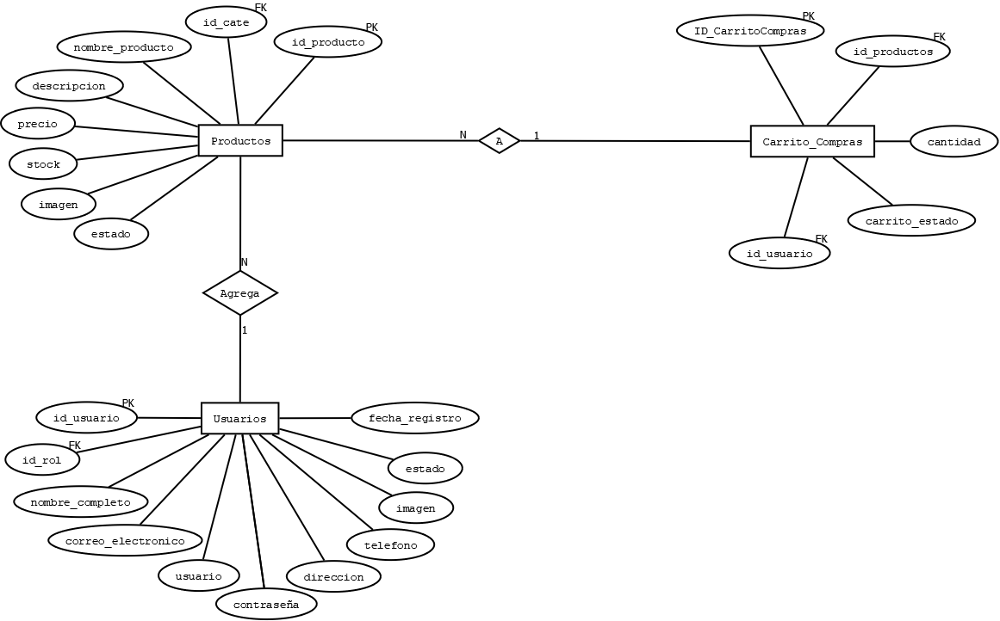 FK
id_cate
PK
id_producto
nombre_producto
descripcion
precio
stock
imagen
estado
Productos
N
A
1
PK
ID_CarritoCompras
FK
id_productos
Carrito_Compras
cantidad
carrito_estado
FK
id_usuario
N
Agrega
1
PK
id_usuario
Usuarios
fecha_registro
FK
id_rol
estado
nombre_completo
imagen
correo_electronico
telefono
usuario
direccion
contraseña